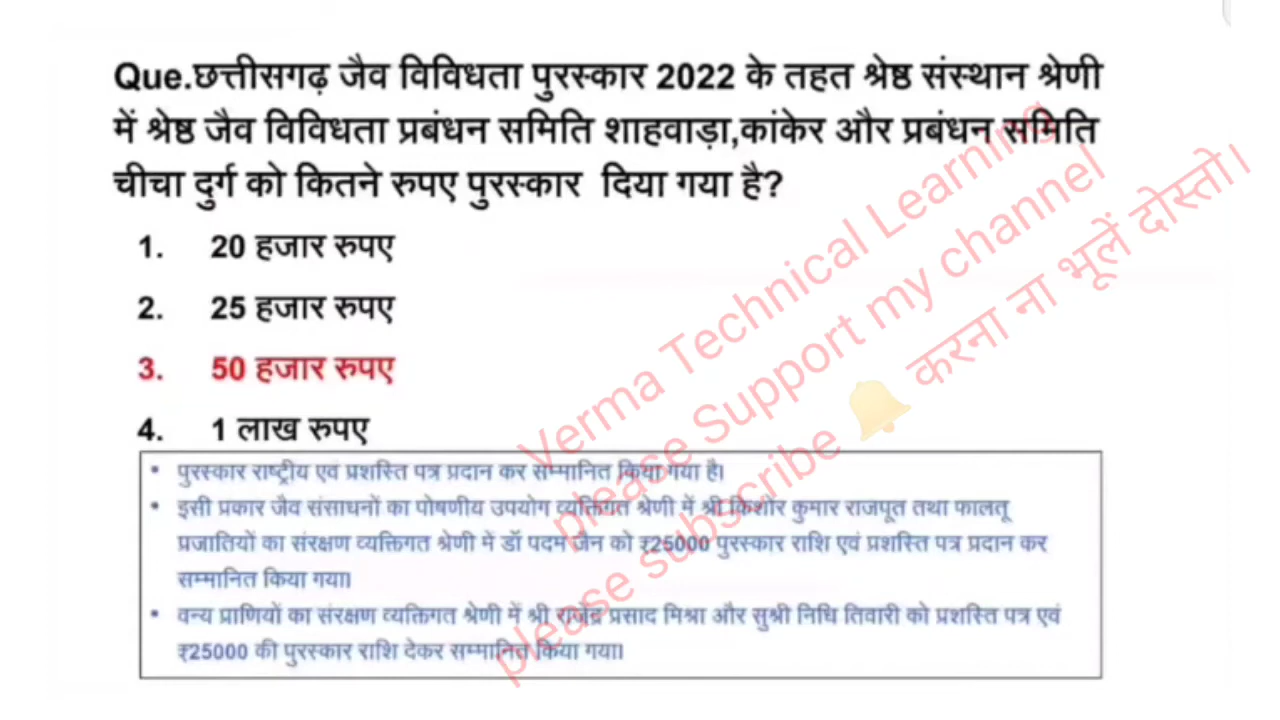 Que.छत्तीसगढ़ जैव विविधता पुरस्कार 2022 के तहत श्रेष्ठ संस्थान श्रेणी
में श्रेष्ठ जैव विविधता प्रबंधन समिति शाहवाड़ा,कांकेर और प्रबंधन समिति
चीचा दुर्ग को कितने रुपए पुरस्कार दिया गया है?
1. 20 हजार रुपए
2. 25 हजार रुपए
3. 50 हजार रुपए
4. 1 लाख रुपए
• पुरस्कार राष्ट्रीय एवं प्रशस्ति पत्र प्रदान कर सम्मानित किया गया है।
• इसी प्रकार जैव संसाधनों का पोषणीय उपयोग व्यक्तिगत श्रेणी में श्री किशोर कुमार राजपूत तथा फालतू
प्रजातियों का संरक्षण व्यक्तिगत श्रेणी में डॉ पदम जैन को ₹25000 पुरस्कार राशि एवं प्रशस्ति पत्र प्रदान कर
सम्मानित किया गया।
• वन्य प्राणियों का संरक्षण व्यक्तिगत श्रेणी में श्री राजेंद्र प्रसाद मिश्रा और सुश्री निधि तिवारी को प्रशस्ति पत्र एवं
₹25000 की पुरस्कार राशि देकर सम्मानित किया गया।
Verma Technical Learning
please Support my channel
please subscribe 🔔 करना ना भूलें दोस्तो।